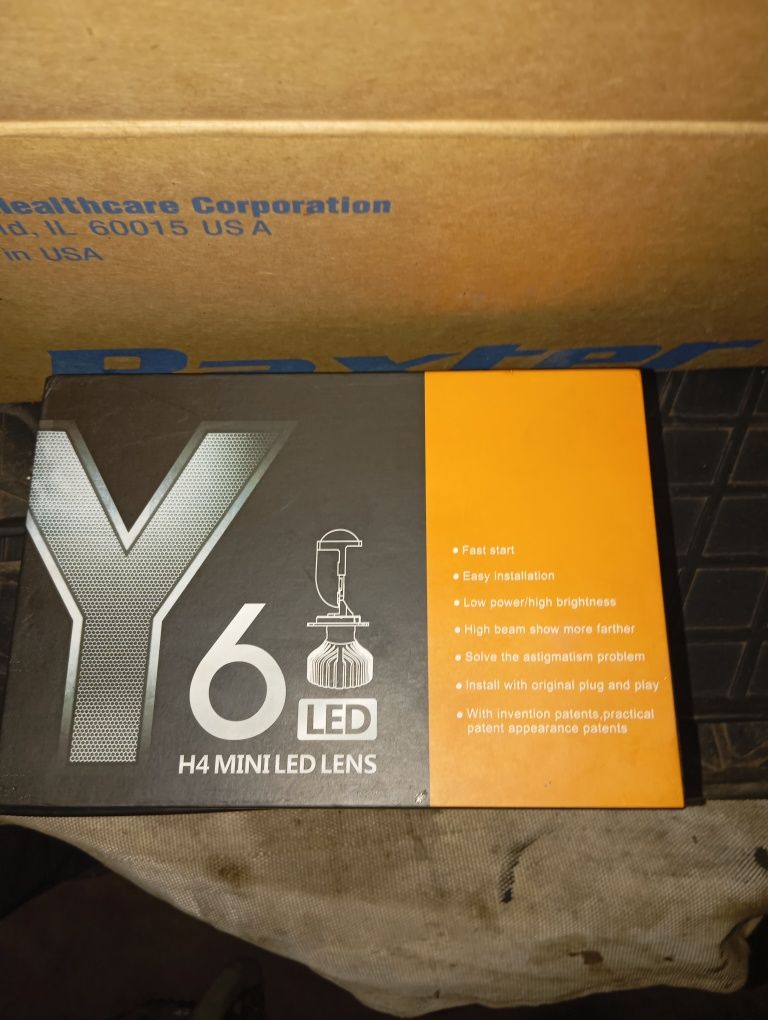 Healthcare Corporation
IL 60015 USA
in USA
Baxter
Y6
LED
H4 MINI LED LENS
• Fast start
• Easy installation
• Low power/high brightness
• High beam show more farther
• Solve the astigmatism problem
• Install with original plug and play
• With invention patents,practical
patent appearance patents